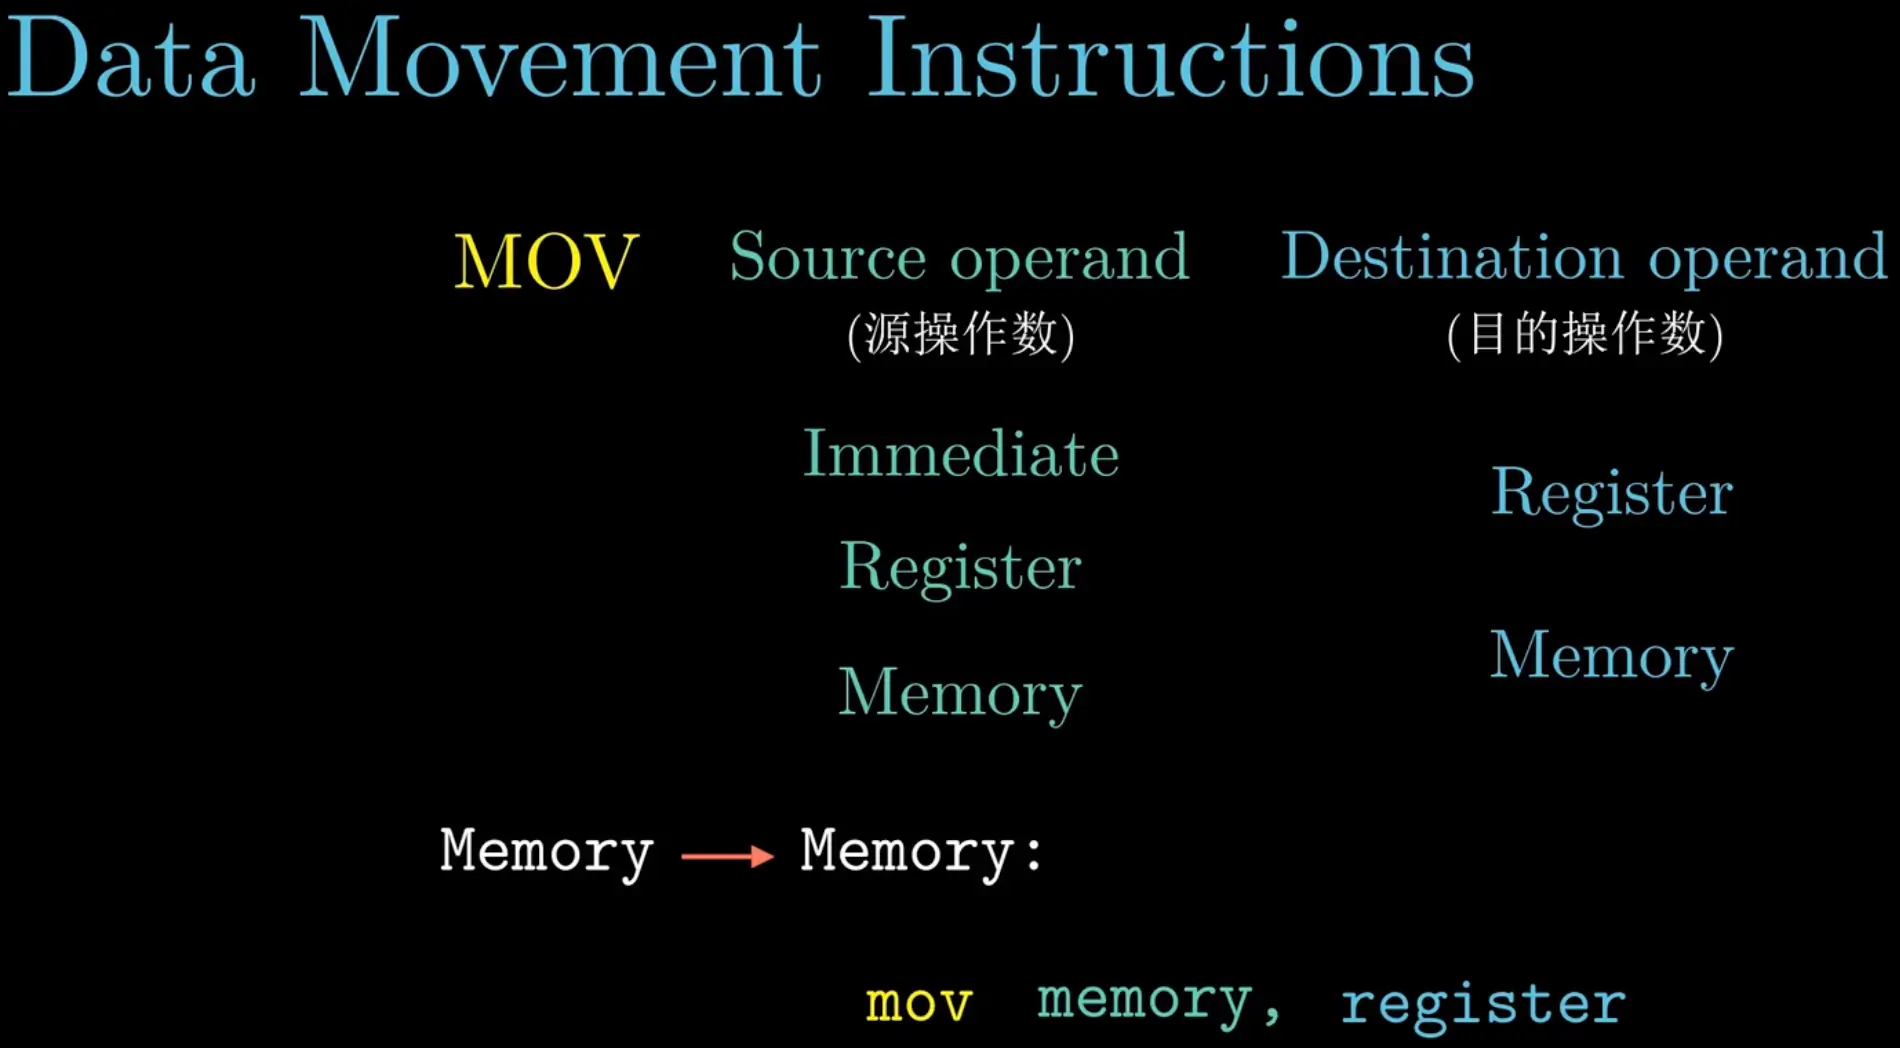 Data Movement Instructions
MOV Source operand Destination operand
(源操作数) (目的操作数)
Immediate
Register
Register
Memory
Memory
Memory → Memory:
mov memory, register